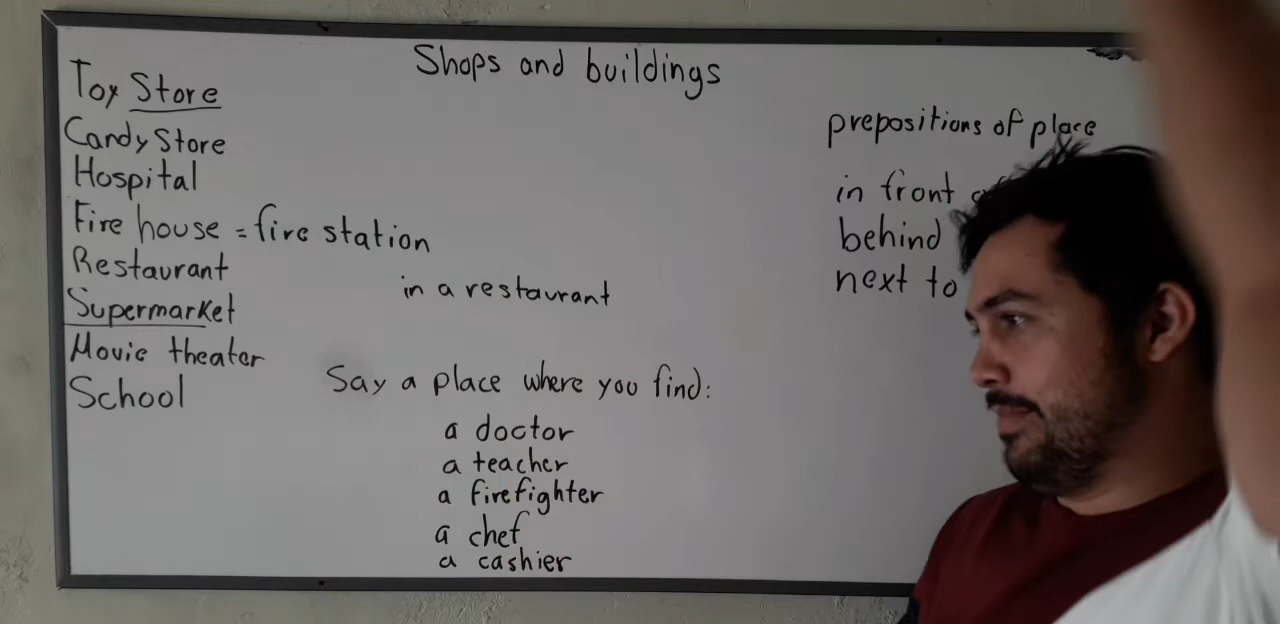 Shops and buildings
Toy Store
Candy Store
Hospital
Fire house = fire station
Restaurant
Supermarket
Movie theater
School
in a restaurant
Say a place where you find:
a doctor
a teacher
a firefighter
a chef
a cashier
prepositions of place
in front
behind
next to